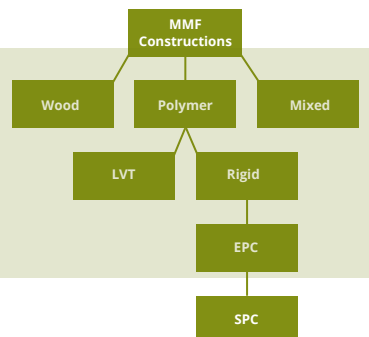 MMF
Constructions
Wood
Polymer
Mixed
LVT
Rigid
EPC
SPC